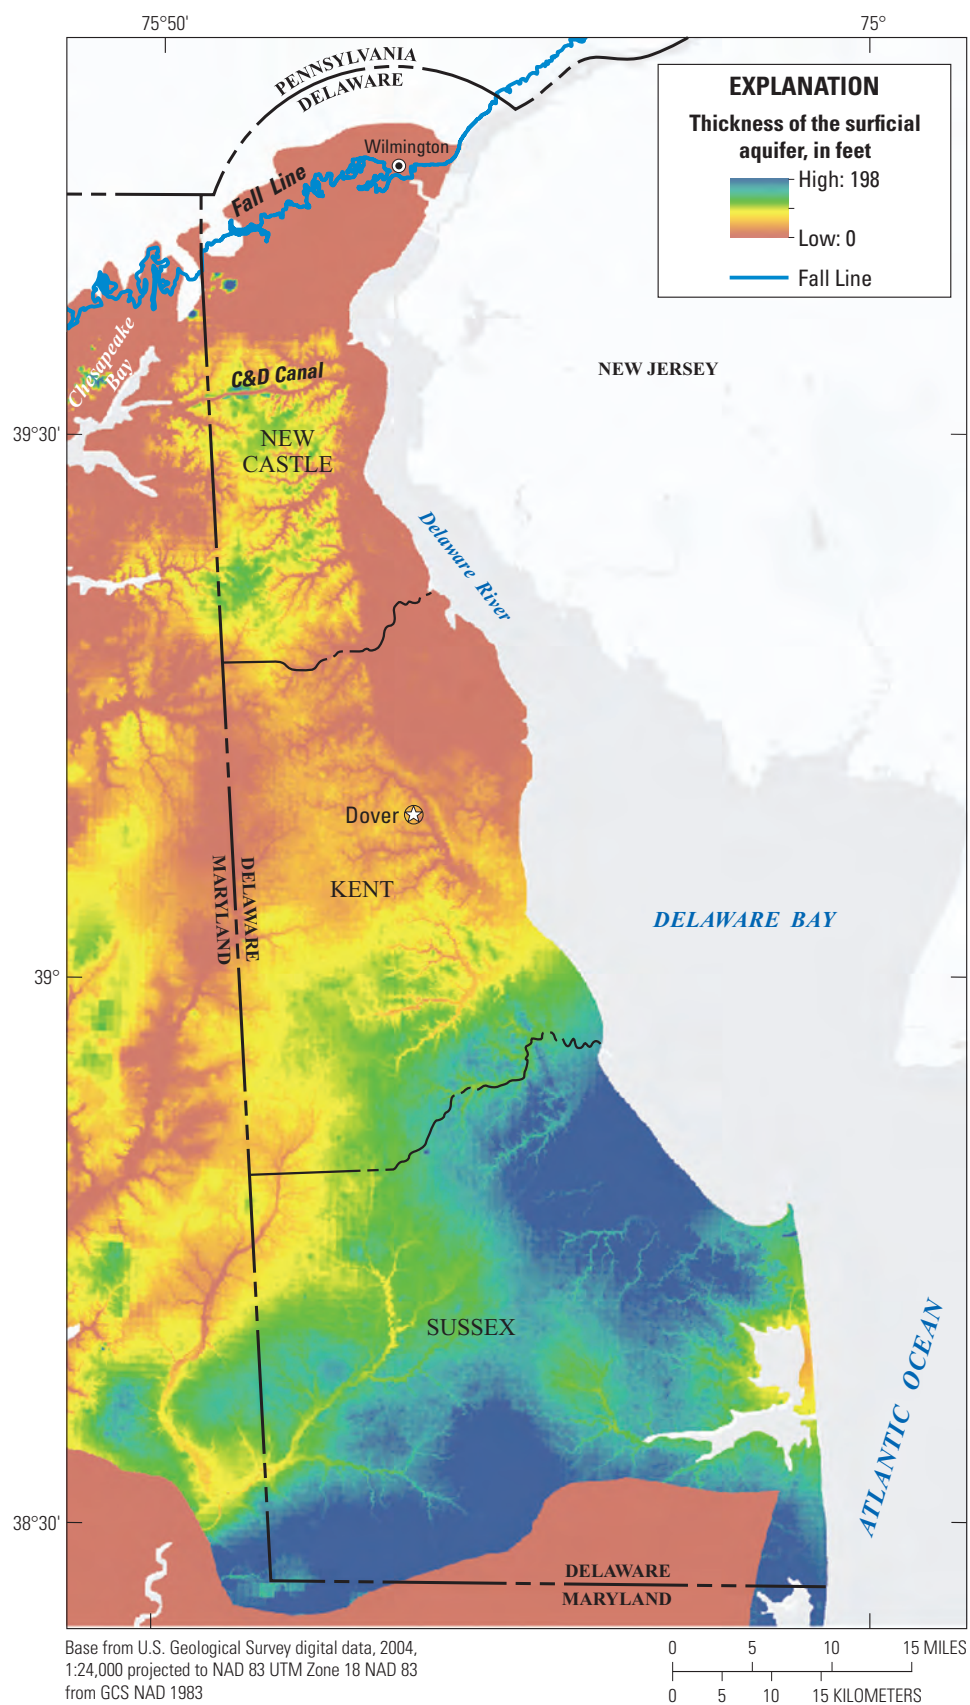 75°50'
75°
PENNSYLVANIA
DELAWARE
EXPLANATION
Thickness of the surficial
aquifer, in feet
High: 198
Low: 0
Fall Line
Wilmington
Fall Line
Chesapeake
Bay
C&D Canal
NEW JERSEY
39°30'
NEW
CASTLE
Delaware River
Dover
DELAWARE
MARYLAND
KENT
DELAWARE BAY
39°
SUSSEX
ATLANTIC OCEAN
38°30'
DELAWARE
MARYLAND
Base from U.S. Geological Survey digital data, 2004,
1:24,000 projected to NAD 83 UTM Zone 18 NAD 83
from GCS NAD 1983
0 5 10 15 MILES
0 5 10 15 KILOMETERS